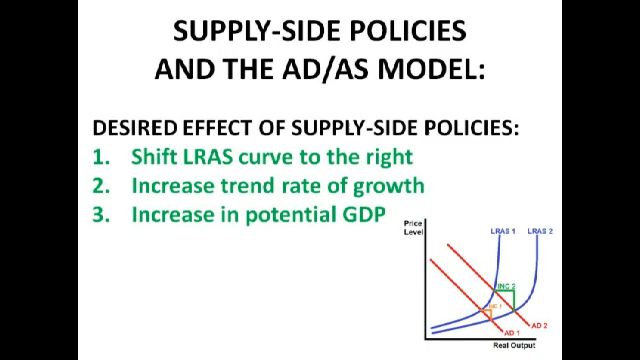 SUPPLY-SIDE POLICIES
AND THE AD/AS MODEL:
DESIRED EFFECT OF SUPPLY-SIDE POLICIES:
1. Shift LRAS curve to the right
2. Increase trend rate of growth
3. Increase in potential GDP
Price
Level
LRAS 1 LRAS 2
INC 2
INC 1
AD 2
AD 1
Real Output